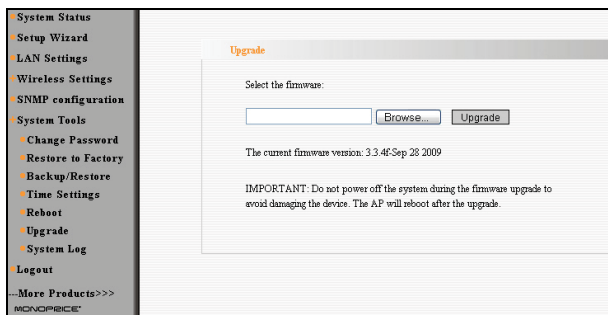 System Status
Setup Wizard
LAN Settings
Wireless Settings
SNMP configuration
System Tools
Change Password
Restore to Factory
Backup/Restore
Time Settings
Reboot
Upgrade
System Log
Logout
---More Products>>>
MONOPRICE
Upgrade
Select the firmware:
Browse... Upgrade
The current firmware version: 3.3.4f-Sep 28 2009
IMPORTANT: Do not power off the system during the firmware upgrade to
avoid damaging the device. The AP will reboot after the upgrade.